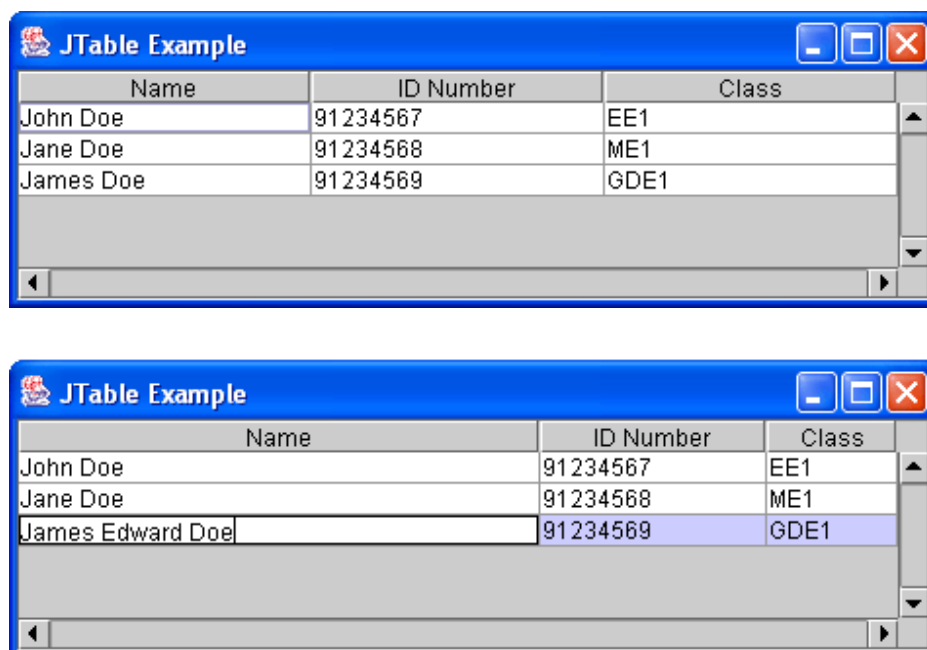 JTable Example
Name ID Number Class
John Doe 91234567 EE1
Jane Doe 91234568 ME1
James Doe 91234569 GDE1
JTable Example
Name ID Number Class
John Doe 91234567 EE1
Jane Doe 91234568 ME1
James Edward Doe 91234569 GDE1